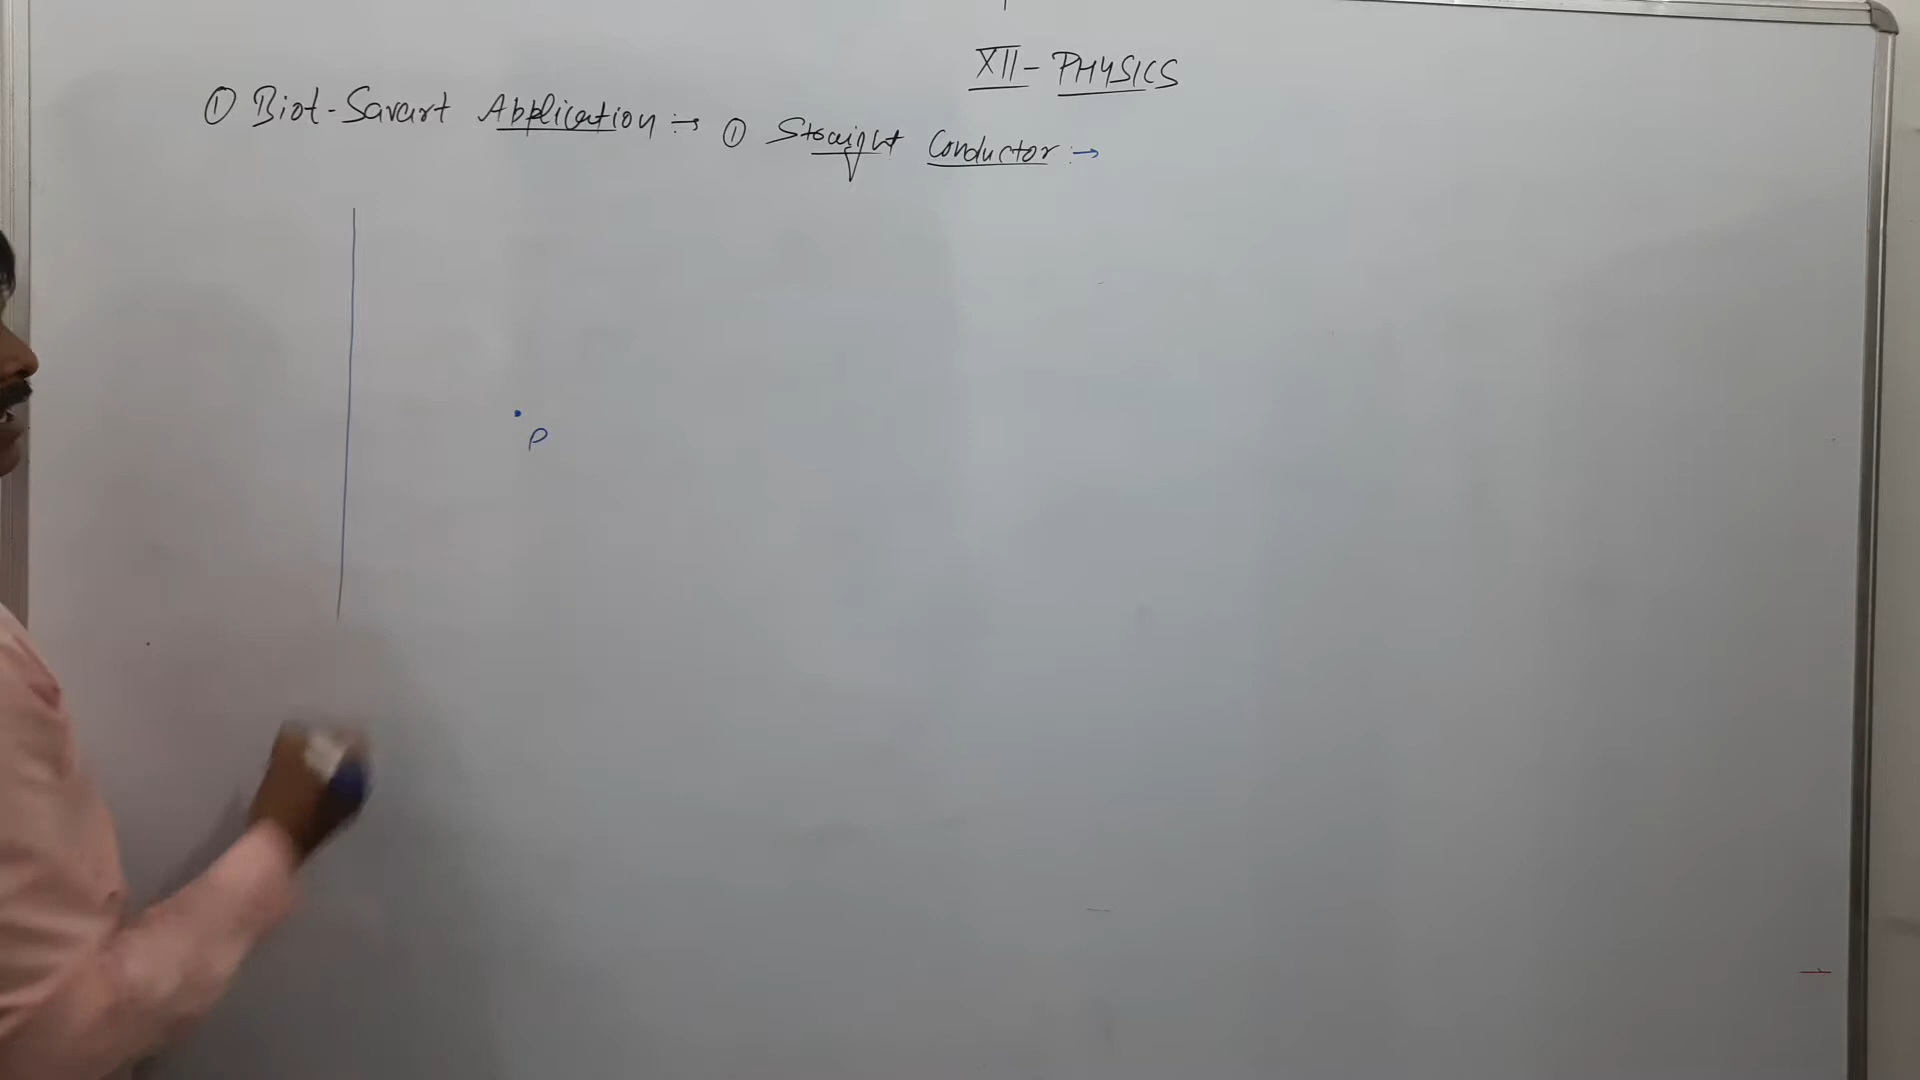 XII - PHYSICS
① Biot-Savart Application :→ ① Straight Conductor :→
P